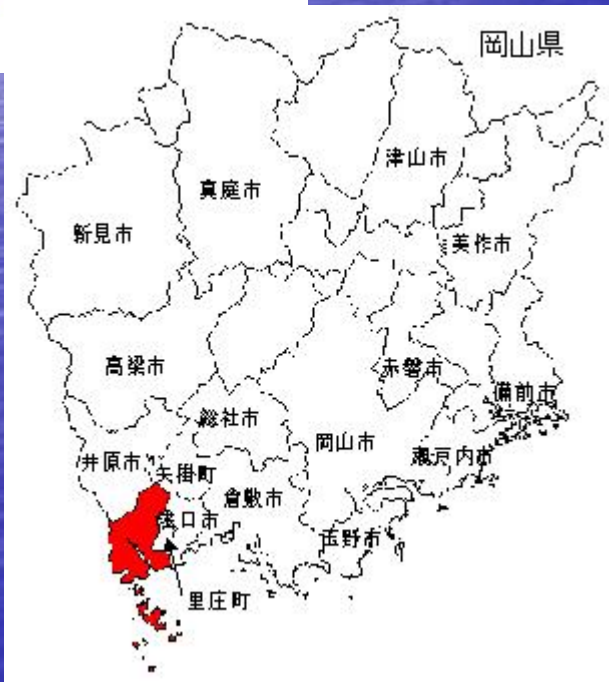 岡山県
津山市
真庭市
新見市
美作市
高梁市
赤磐市
備前市
総社市
岡山市
井原市
瀬戸内市
矢掛町
倉敷市
浅口市
玉野市
里庄町